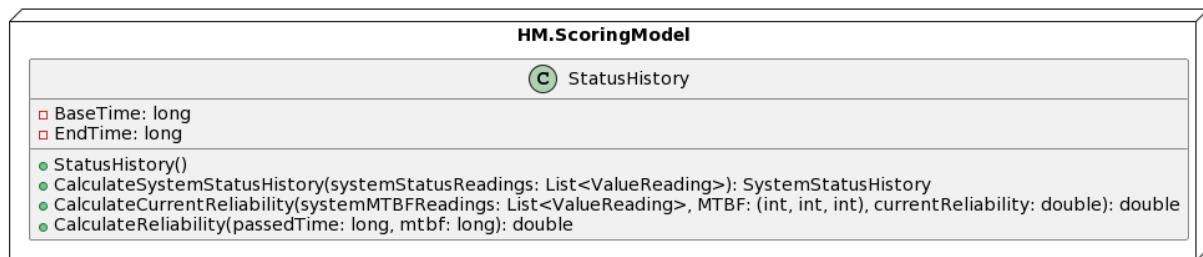 HM.ScoringModel
C StatusHistory
BaseTime: long
EndTime: long
StatusHistory()
CalculateSystemStatusHistory(systemStatusReadings: List<ValueReading>): SystemStatusHistory
CalculateCurrentReliability(systemMTBFReadings: List<ValueReading>, MTBF: (int, int, int), currentReliability: double): double
CalculateReliability(passedTime: long, mtbf: long): double